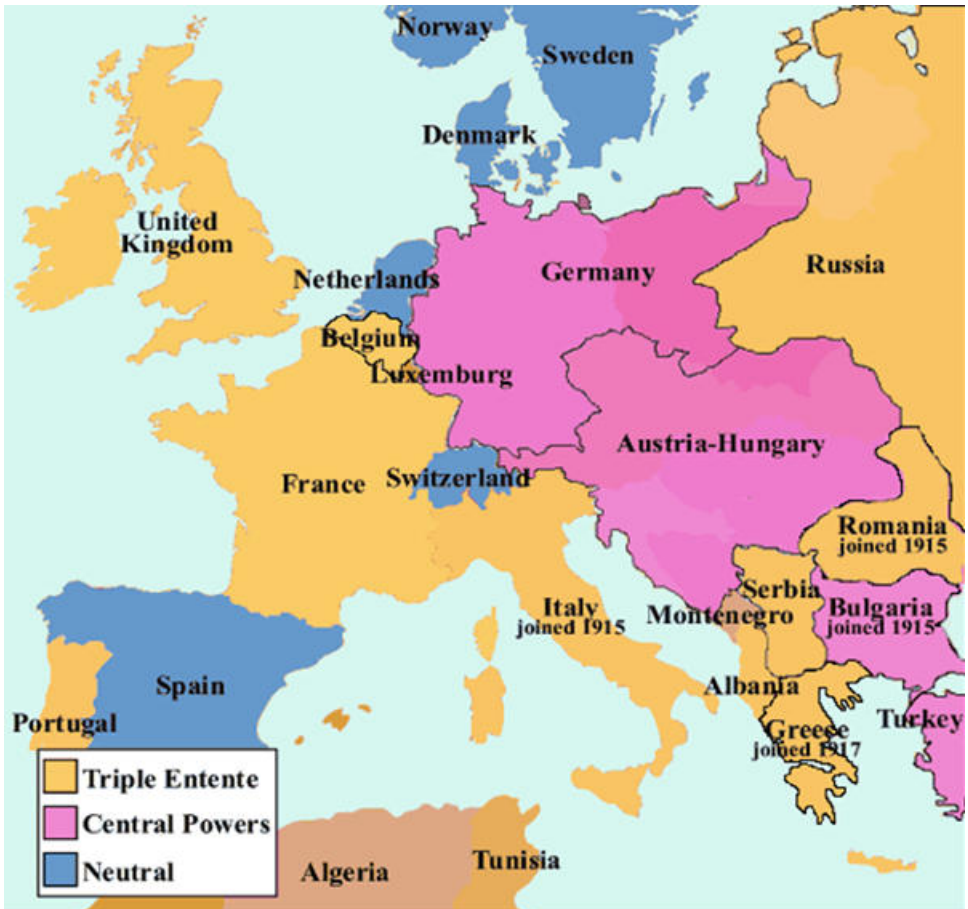 Norway
Sweden
Denmark
United
Kingdom
Netherlands
Germany
Russia
Belgium
Luxemburg
Austria-Hungary
France
Switzerland
Romania
joined 1915
Serbia
Italy
joined 1915
Montenegro
Bulgaria
joined 1915
Spain
Albania
Portugal
Greece
joined 1917
Turkey
Triple Entente
Central Powers
Neutral
Algeria
Tunisia